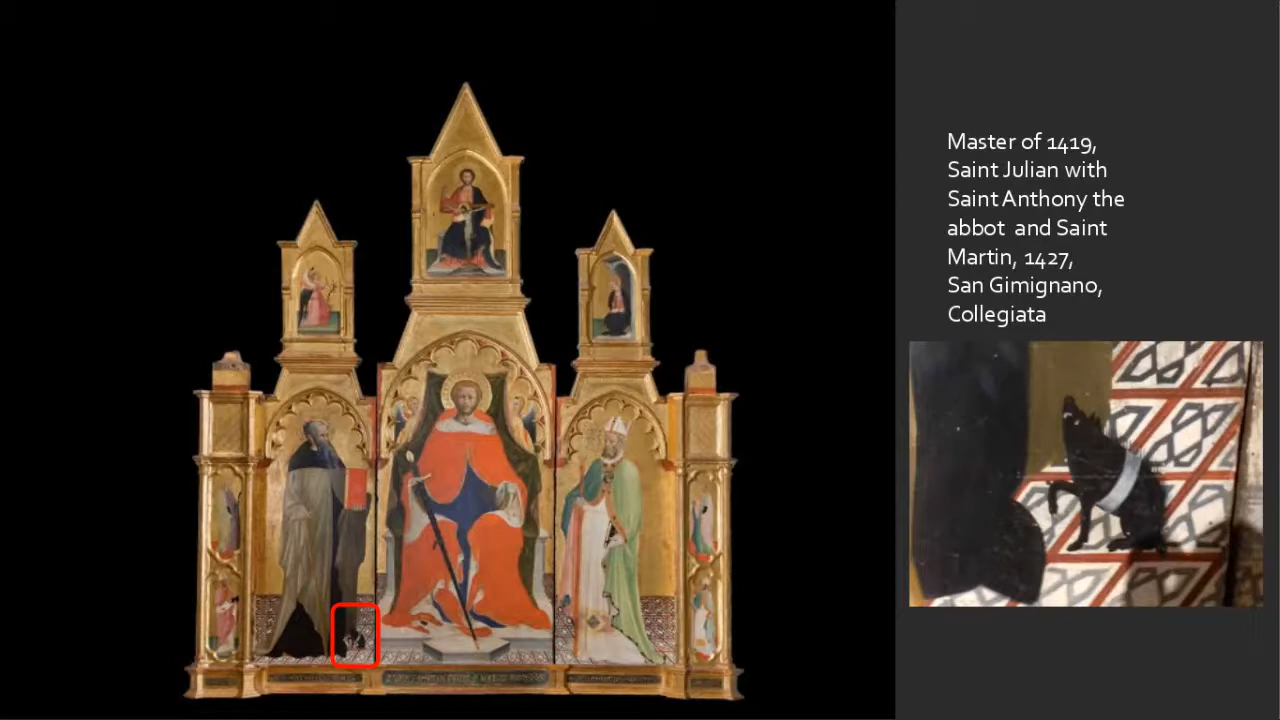 Master of 1419,
Saint Julian with
Saint Anthony the
abbot and Saint
Martin, 1427,
San Gimignano,
Collegiata